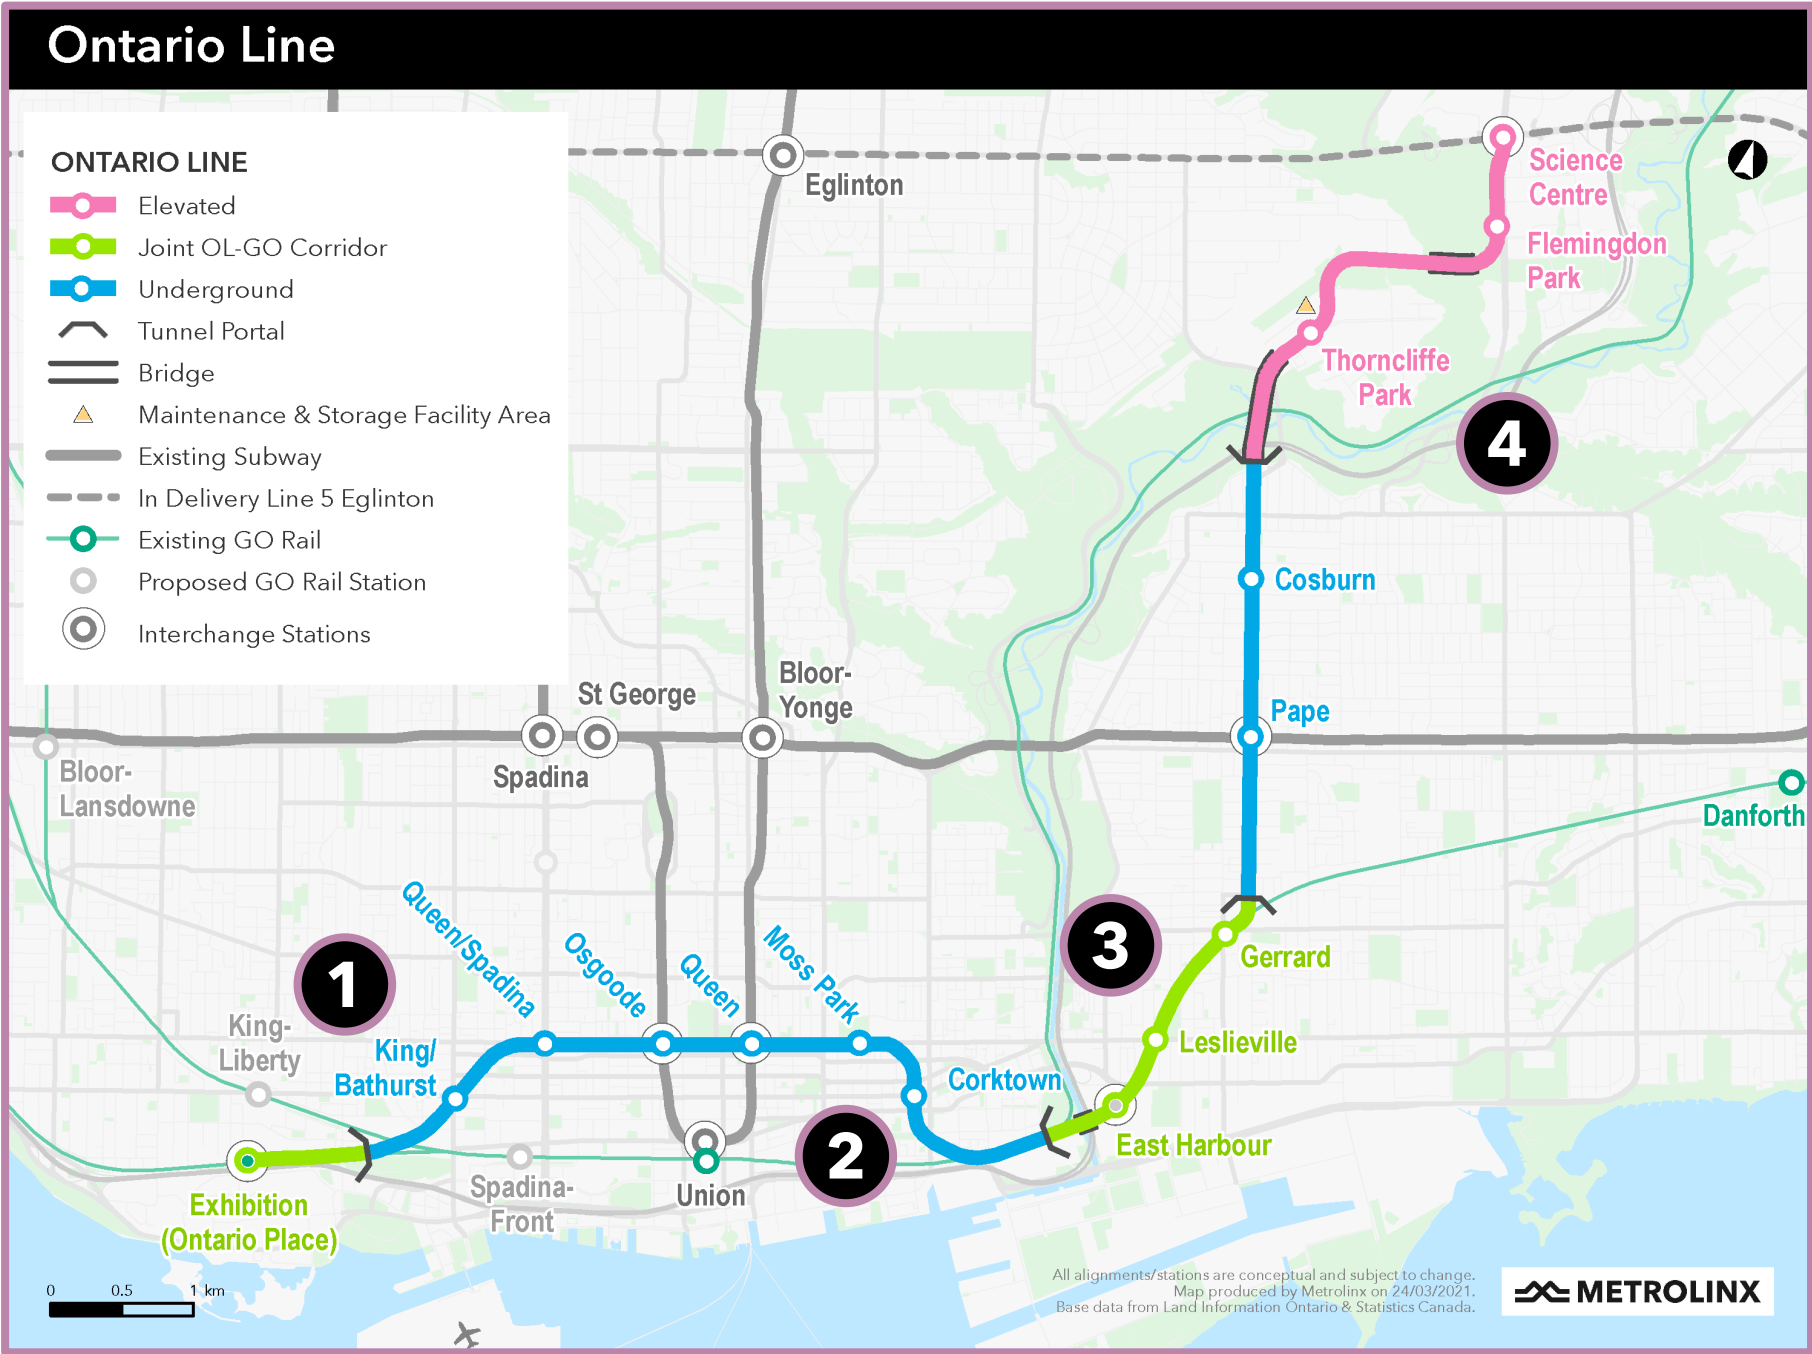 Ontario Line
ONTARIO LINE
Elevated
Joint OL-GO Corridor
Underground
Tunnel Portal
Bridge
Maintenance & Storage Facility Area
Existing Subway
In Delivery Line 5 Eglinton
Existing GO Rail
Proposed GO Rail Station
Interchange Stations
Eglinton
Science
Centre
Flemingdon
Park
Thorncliffe
Park
4
Cosburn
Bloor-
Yonge
St George
Pape
Spadina
Bloor-
Lansdowne
Danforth
Queen/Spadina
Osgoode
Queen
Moss Park
3
Gerrard
1
King-
Liberty
King/
Bathurst
Leslieville
Corktown
East Harbour
2
Exhibition
(Ontario Place)
Spadina-
Front
Union
0 0.5 1 km
All alignments/stations are conceptual and subject to change.
Map produced by Metrolinx on 24/03/2021.
Base data from Land Information Ontario & Statistics Canada.
METROLINX